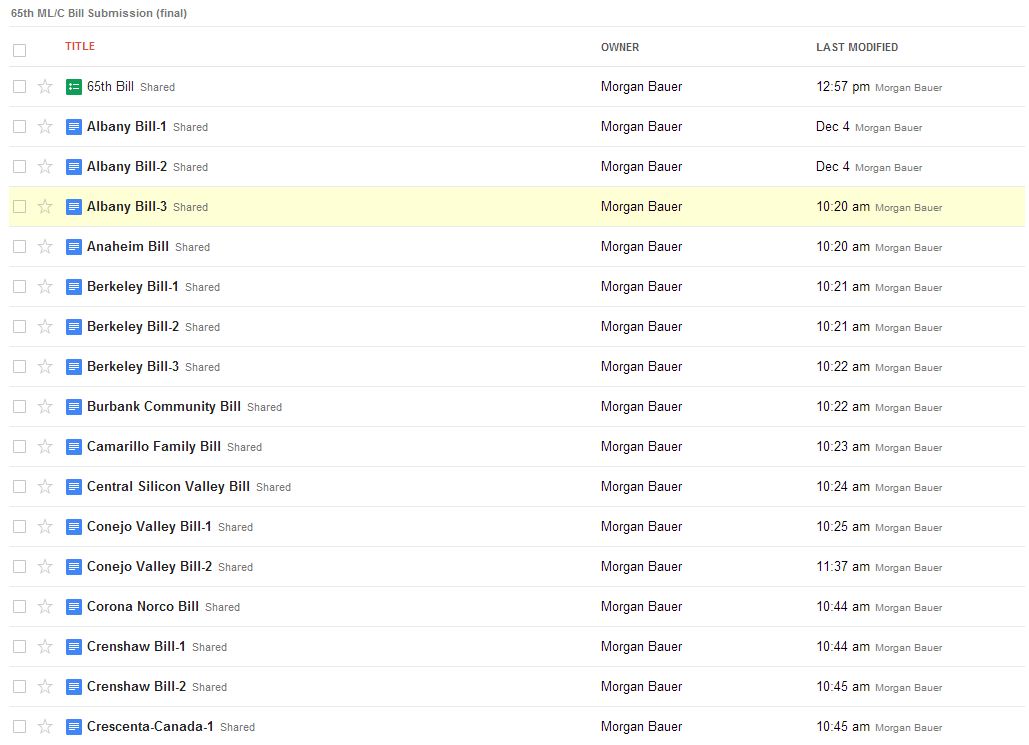 65th ML/C Bill Submission (final)
TITLE OWNER LAST MODIFIED
65th Bill Shared Morgan Bauer 12:57 pm Morgan Bauer
Albany Bill-1 Shared Morgan Bauer Dec 4 Morgan Bauer
Albany Bill-2 Shared Morgan Bauer Dec 4 Morgan Bauer
Albany Bill-3 Shared Morgan Bauer 10:20 am Morgan Bauer
Anaheim Bill Shared Morgan Bauer 10:20 am Morgan Bauer
Berkeley Bill-1 Shared Morgan Bauer 10:21 am Morgan Bauer
Berkeley Bill-2 Shared Morgan Bauer 10:21 am Morgan Bauer
Berkeley Bill-3 Shared Morgan Bauer 10:22 am Morgan Bauer
Burbank Community Bill Shared Morgan Bauer 10:22 am Morgan Bauer
Camarillo Family Bill Shared Morgan Bauer 10:23 am Morgan Bauer
Central Silicon Valley Bill Shared Morgan Bauer 10:24 am Morgan Bauer
Conejo Valley Bill-1 Shared Morgan Bauer 10:25 am Morgan Bauer
Conejo Valley Bill-2 Shared Morgan Bauer 11:37 am Morgan Bauer
Corona Norco Bill Shared Morgan Bauer 10:44 am Morgan Bauer
Crenshaw Bill-1 Shared Morgan Bauer 10:44 am Morgan Bauer
Crenshaw Bill-2 Shared Morgan Bauer 10:45 am Morgan Bauer
Crescenta-Canada-1 Shared Morgan Bauer 10:45 am Morgan Bauer